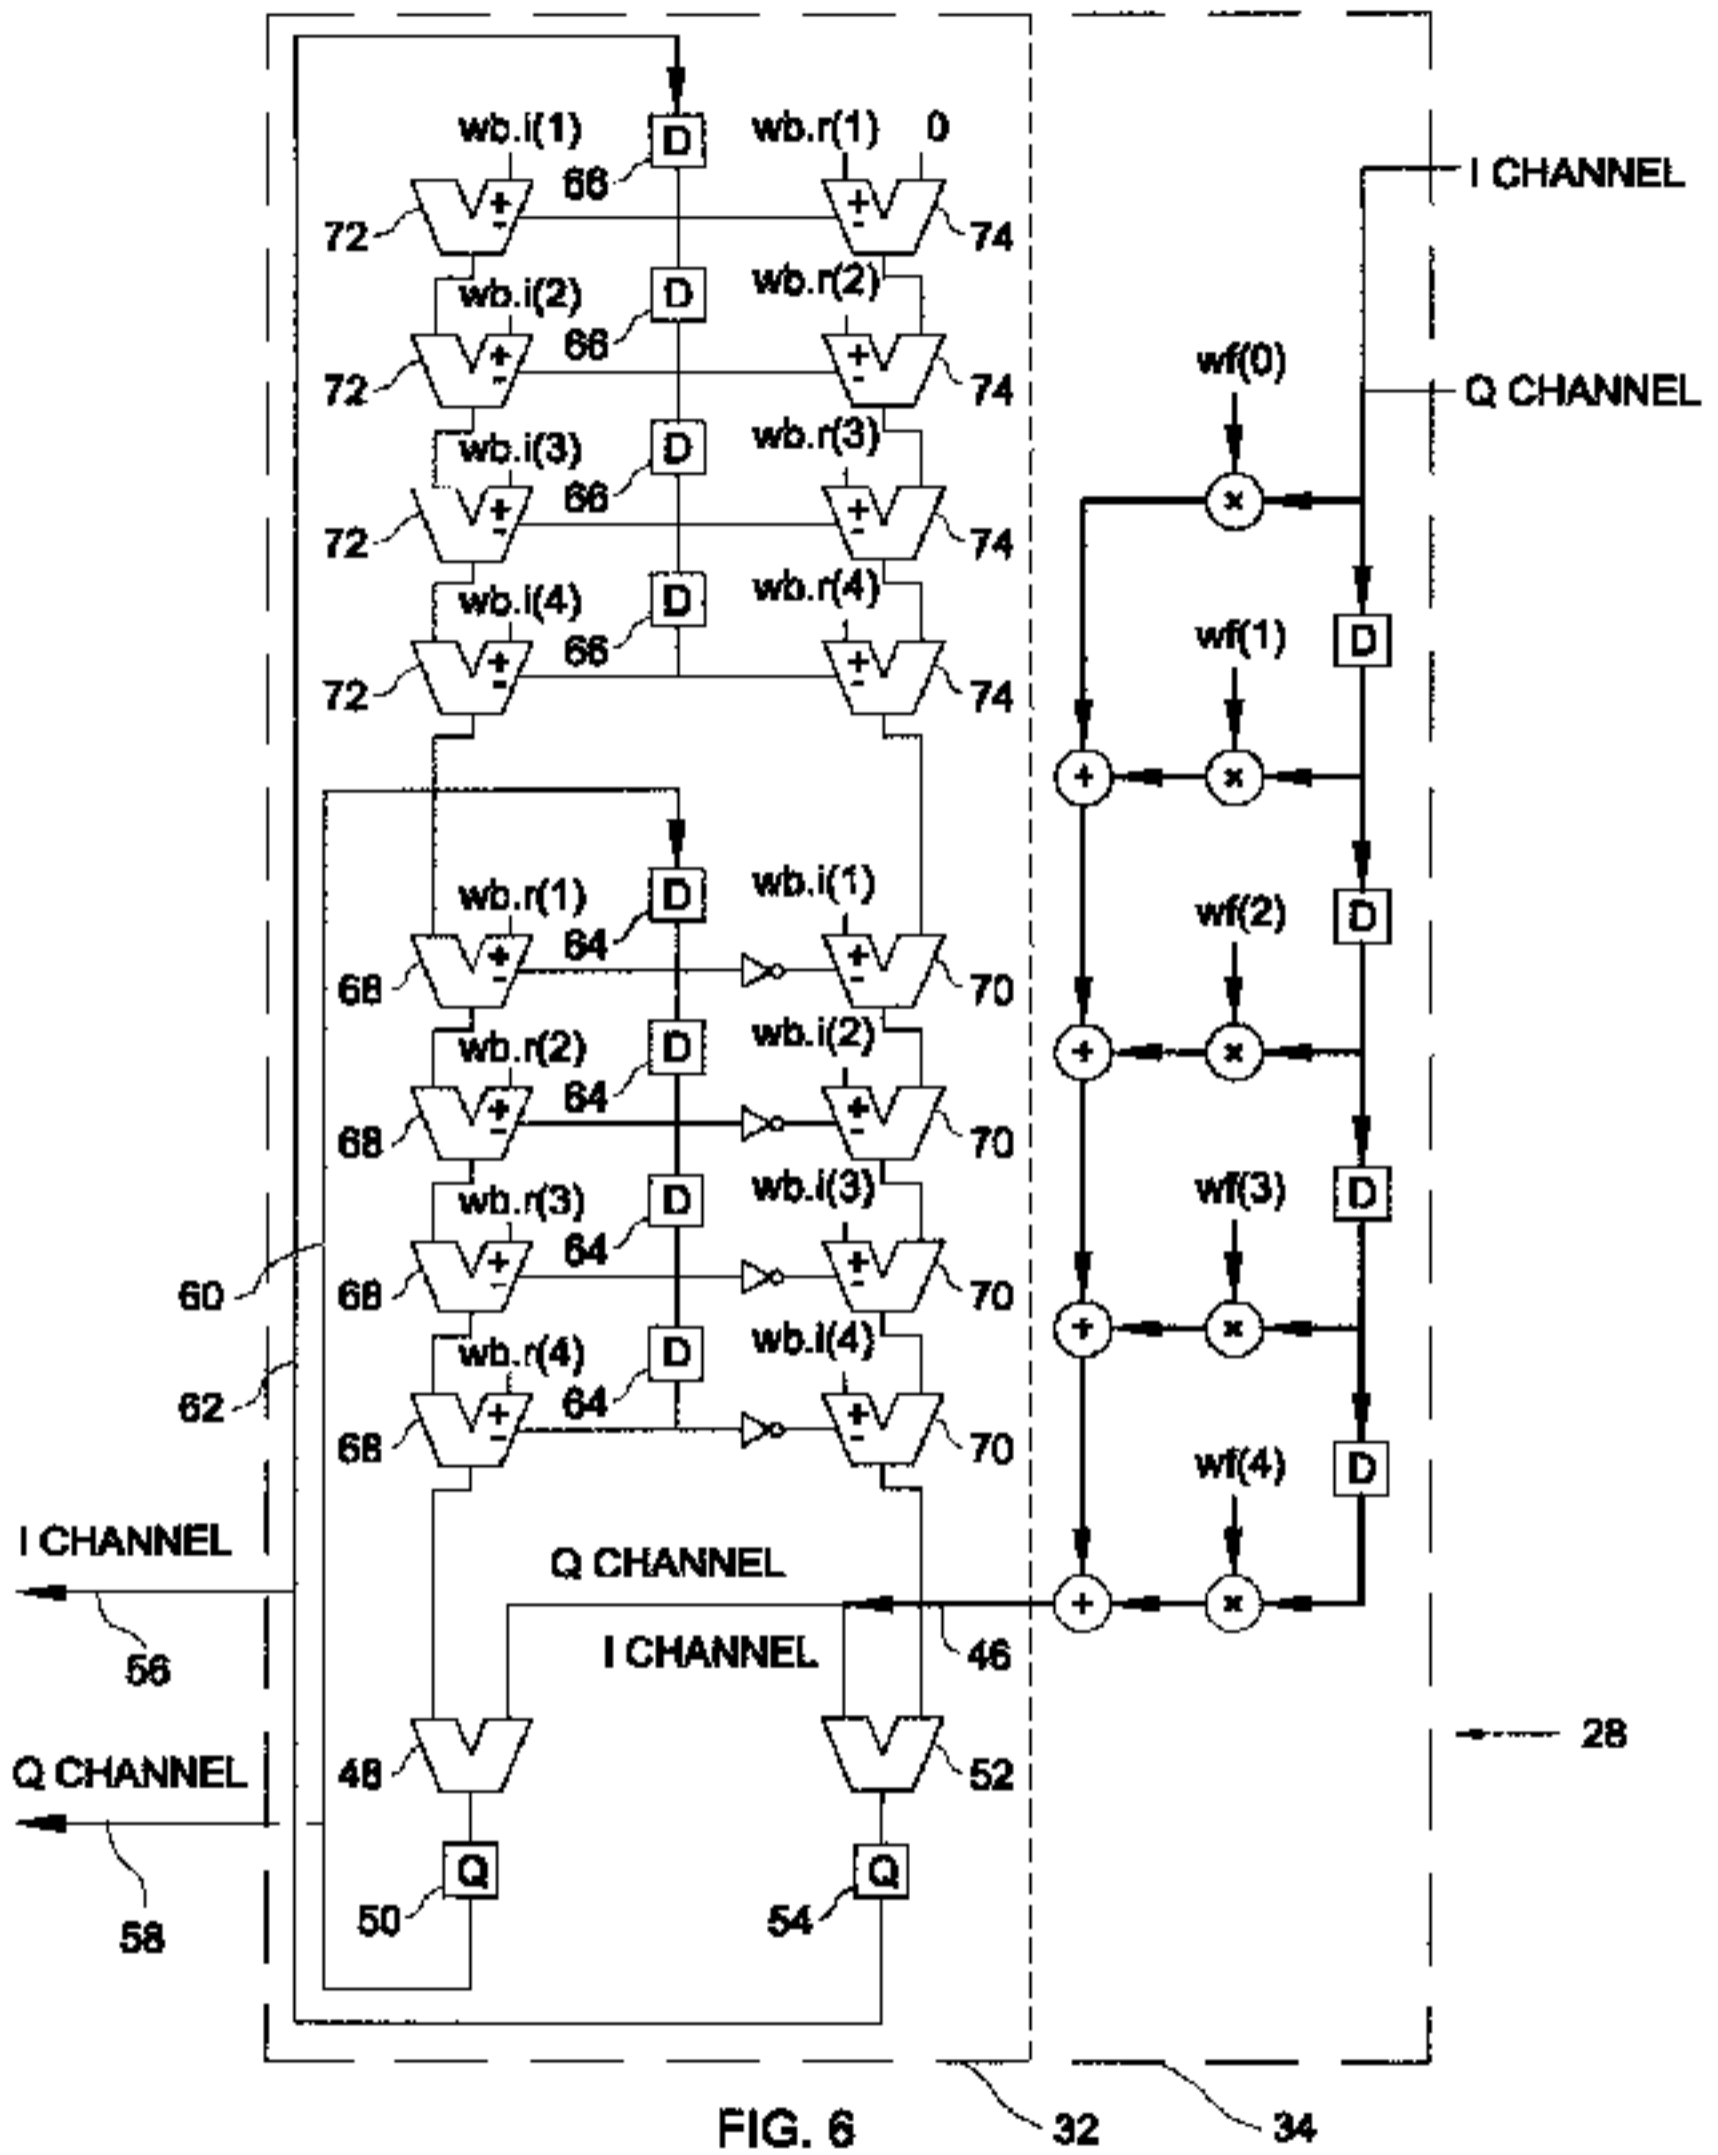 wb.i(1) D wb.r(1) 0
I CHANNEL
66
+ - + -
72 74
wb.i(2) D wb.r(2)
66
+ - + -
72 74
wf(0)
Q CHANNEL
wb.i(3) D wb.r(3)
66
x
+ - + -
72 74
wb.i(4) D wb.r(4)
66
wf(1) D
+ - + -
72 74
+ x
wb.r(1) D wb.i(1)
64
wf(2) D
+ - + -
68 70
wb.r(2) D wb.i(2)
64
+ x
+ - + -
68 70
wb.r(3) D wb.i(3)
64
wf(3) D
+ - + -
60 68 70
+ x
wb.r(4) D wb.i(4)
64
62
+ - + -
68 70
wf(4) D
I CHANNEL
Q CHANNEL
+ x
56
I CHANNEL 46
28
Q CHANNEL
48 52
Q Q
50 54
58
FIG. 6
32 34